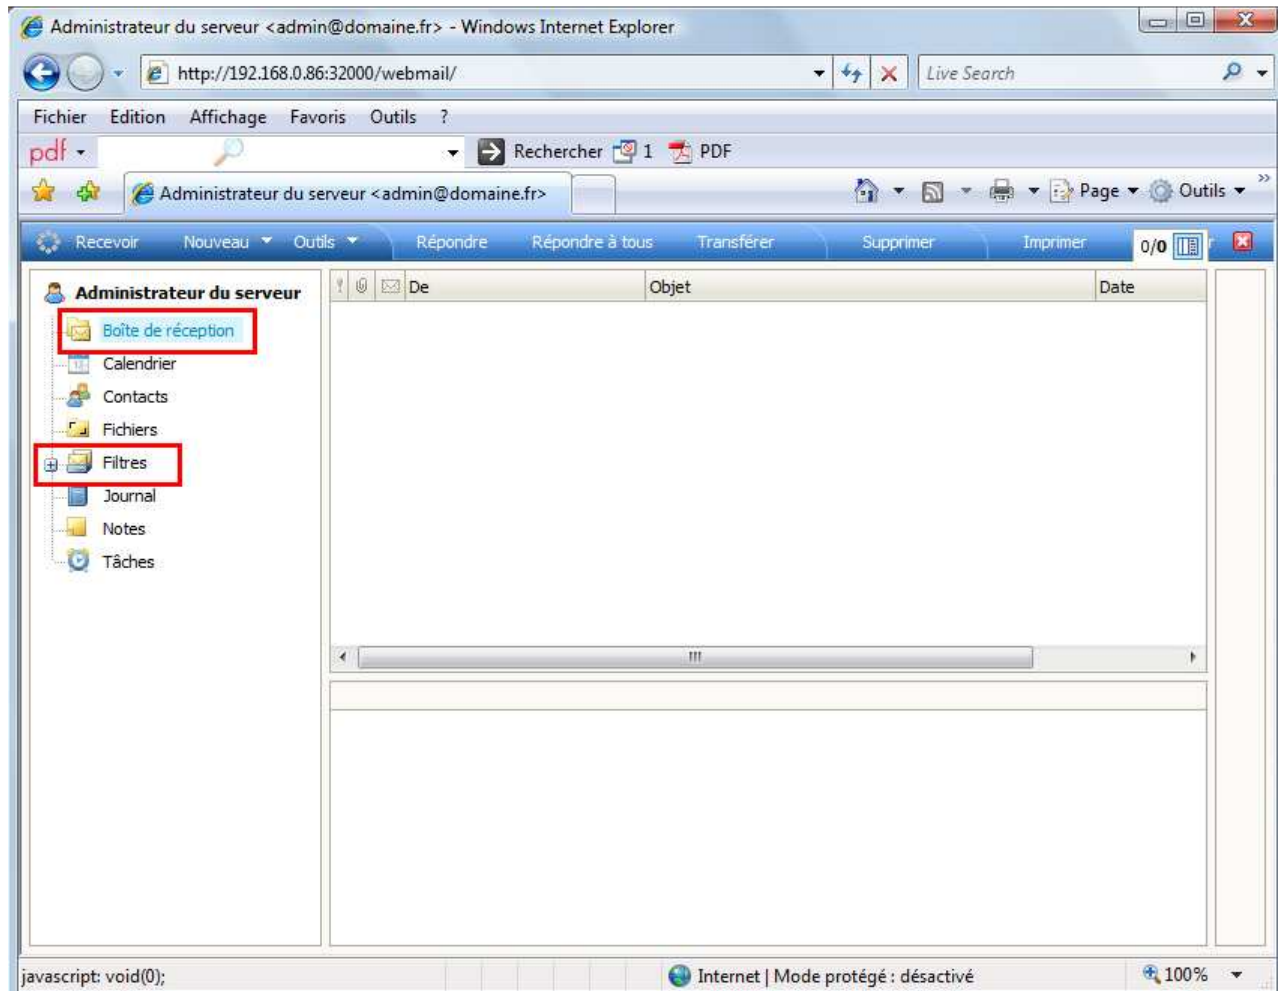 Administrateur du serveur <admin@domaine.fr> - Windows Internet Explorer
http://192.168.0.86:32000/webmail/
Live Search
Fichier Edition Affichage Favoris Outils ?
pdf Rechercher 1 PDF
Administrateur du serveur <admin@domaine.fr> Page Outils »
Recevoir Nouveau Outils Répondre Répondre à tous Transférer Supprimer Imprimer 0/0
Administrateur du serveur
De Objet Date
Boîte de réception
Calendrier
Contacts
Fichiers
Filtres
Journal
Notes
Tâches
javascript: void(0); Internet | Mode protégé : désactivé 100%